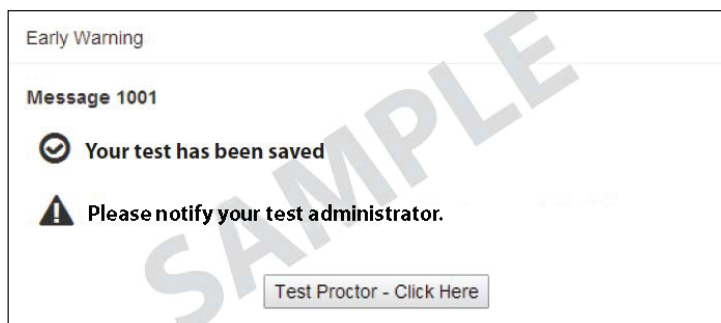 Early Warning
Message 1001
Your test has been saved
Please notify your test administrator.
Test Proctor - Click Here
SAMPLE